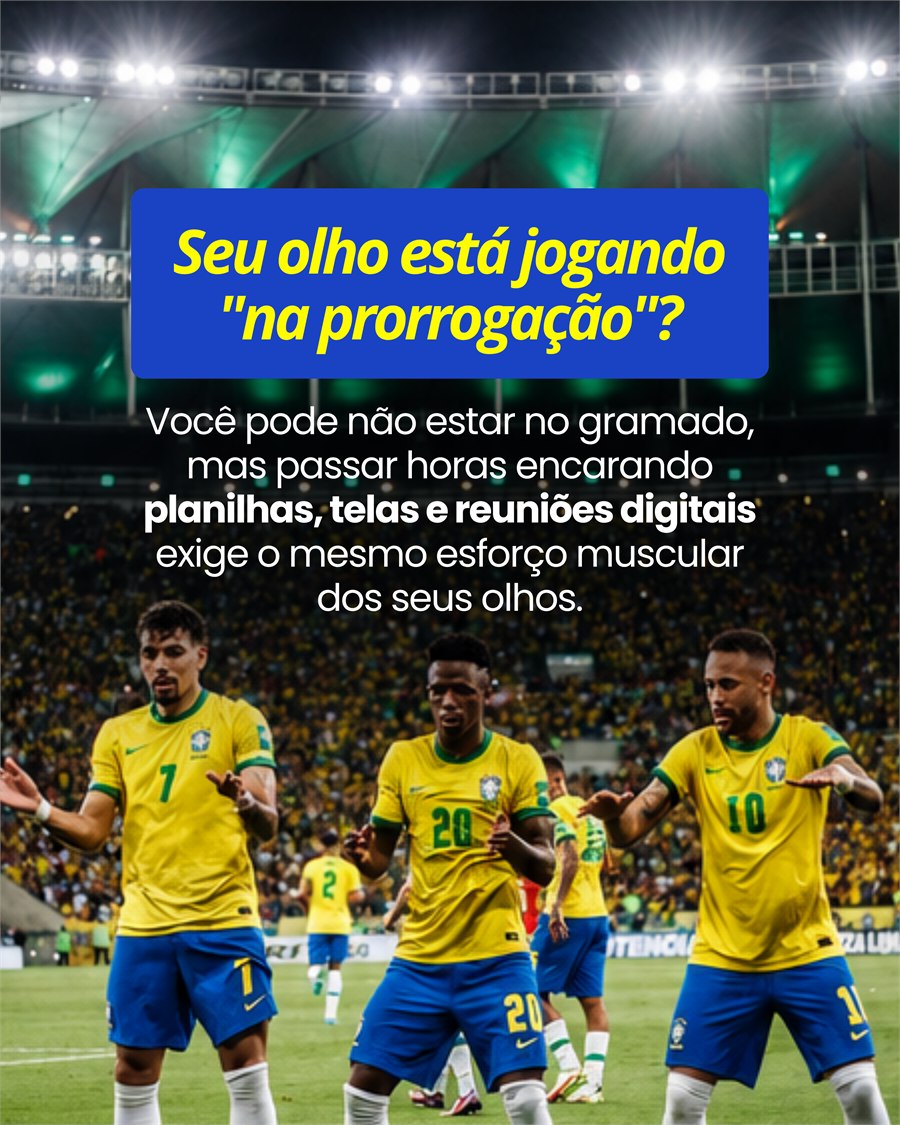 Seu olho está jogando
"na prorrogação"?
Você pode não estar no gramado,
mas passar horas encarando
planilhas, telas e reuniões digitais
exige o mesmo esforço muscular
dos seus olhos.
7
20
10
2
7
20